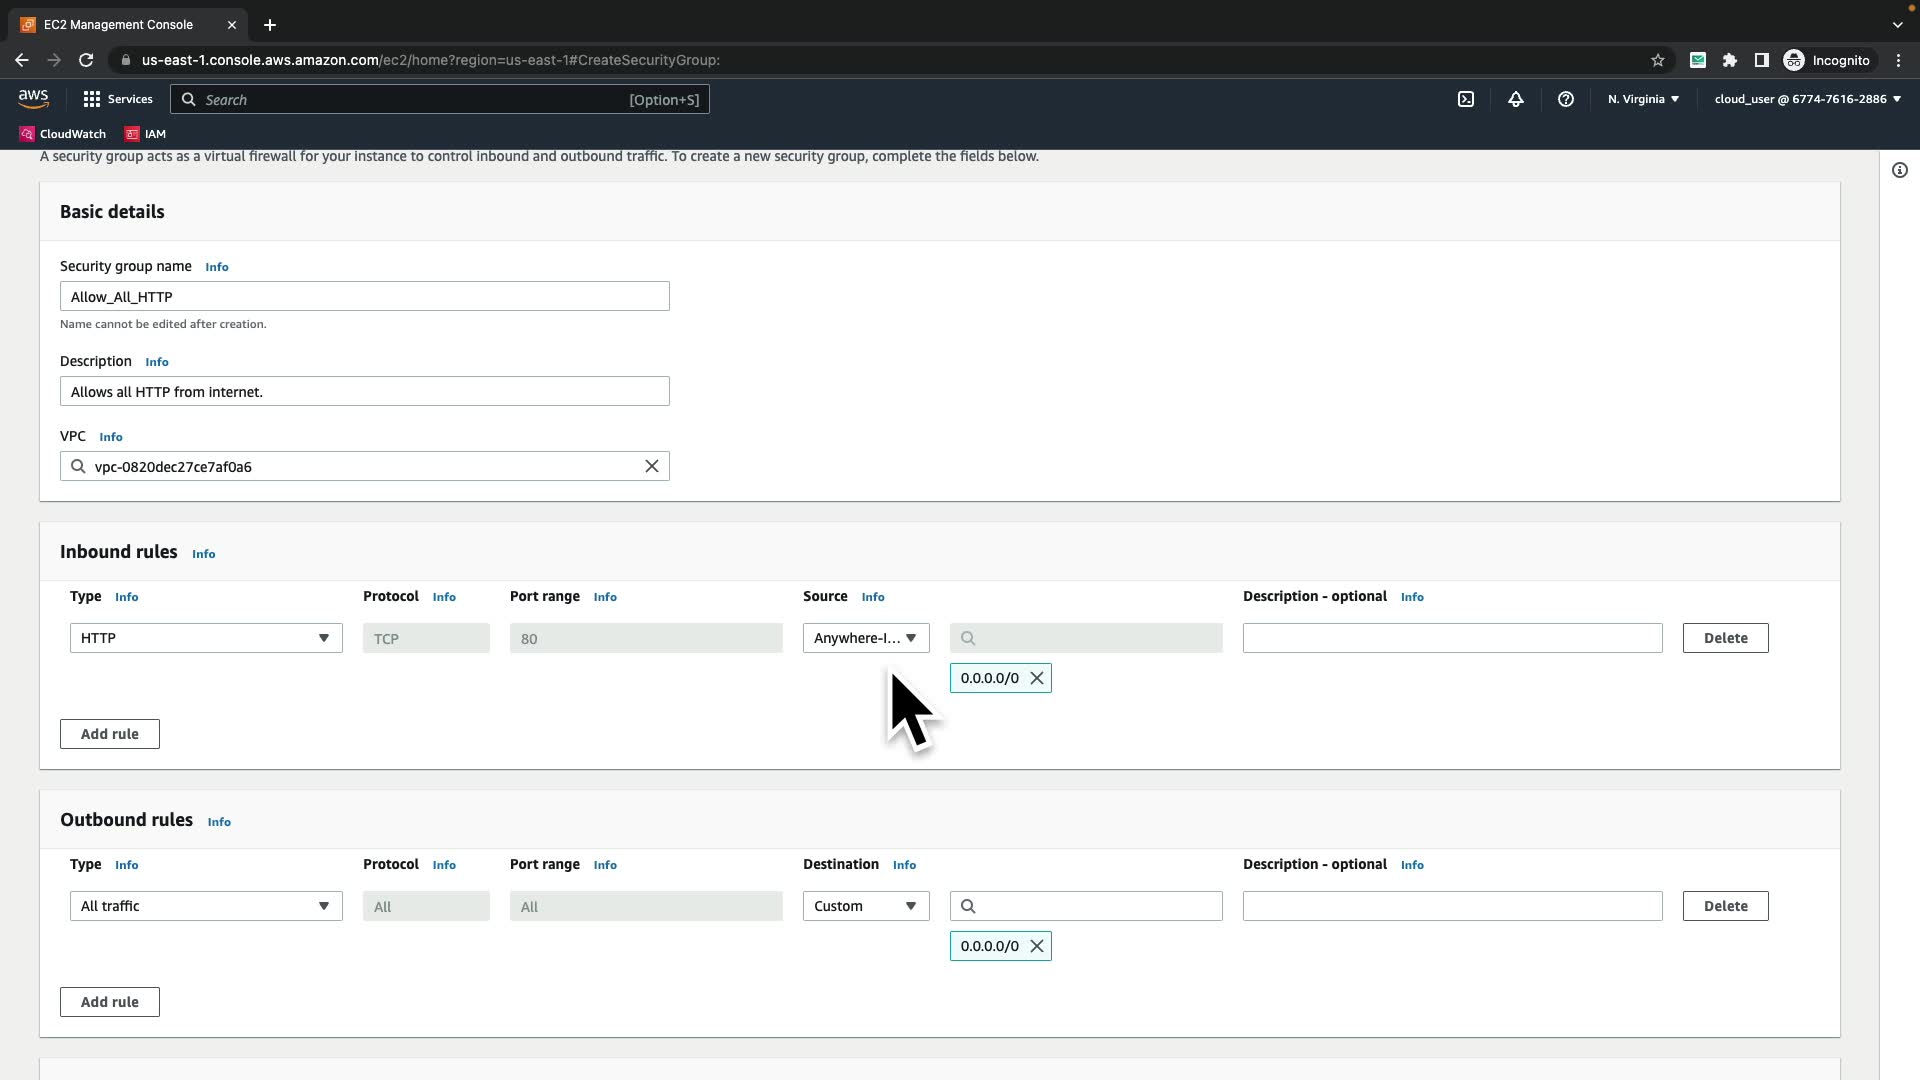 EC2 Management Console
us-east-1.console.aws.amazon.com/ec2/home?region=us-east-1#CreateSecurityGroup:
Incognito
aws
Services
Search
[Option+S]
N. Virginia
cloud_user @ 6774-7616-2886
CloudWatch
IAM
A security group acts as a virtual firewall for your instance to control inbound and outbound traffic. To create a new security group, complete the fields below.
Basic details
Security group name Info
Allow_All_HTTP
Name cannot be edited after creation.
Description Info
Allows all HTTP from internet.
VPC Info
vpc-0820dec27ce7af0a6
Inbound rules Info
Type Info Protocol Info Port range Info Source Info Description - optional Info
HTTP TCP 80 Anywhere-I... Delete
0.0.0.0/0
Add rule
Outbound rules Info
Type Info Protocol Info Port range Info Destination Info Description - optional Info
All traffic All All Custom Delete
0.0.0.0/0
Add rule